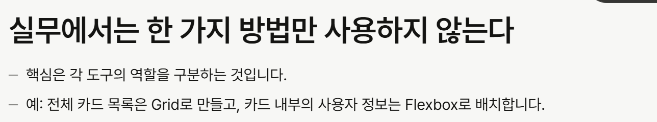 실무에서는 한 가지 방법만 사용하지 않는다
– 핵심은 각 도구의 역할을 구분하는 것입니다.
– 예: 전체 카드 목록은 Grid로 만들고, 카드 내부의 사용자 정보는 Flexbox로 배치합니다.